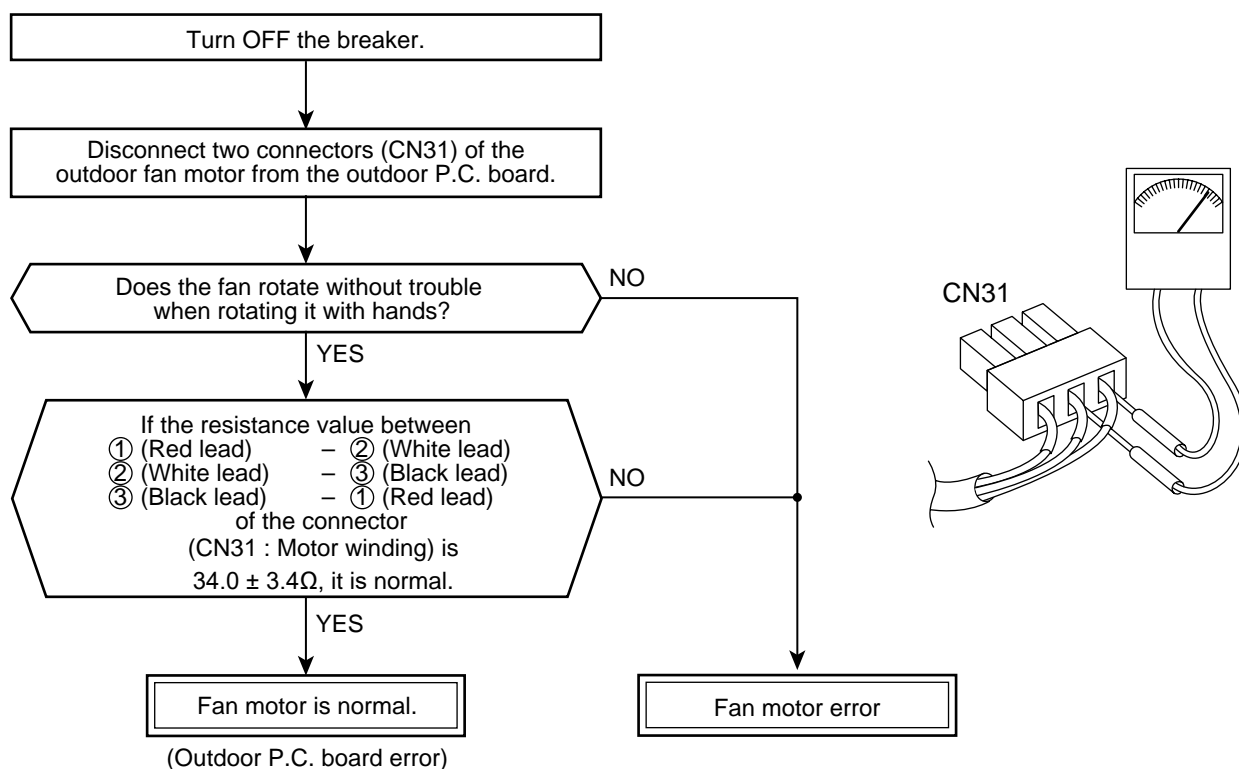 Turn OFF the breaker.
Disconnect two connectors (CN31) of the
outdoor fan motor from the outdoor P.C. board.
Does the fan rotate without trouble
when rotating it with hands?
NO
YES
If the resistance value between
① (Red lead) – ② (White lead)
② (White lead) – ③ (Black lead)
③ (Black lead) – ① (Red lead)
of the connector
(CN31 : Motor winding) is
34.0 ± 3.4Ω, it is normal.
NO
YES
Fan motor is normal.
(Outdoor P.C. board error)
Fan motor error
CN31